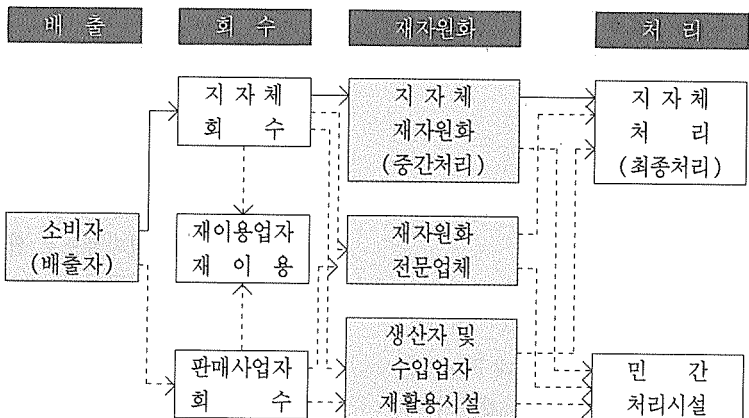 배 출
회 수
재자원화
처 리
지 자 체
회 수
지 자 체
재자원화
(중간처리)
지 자 체
처 리
(최종처리)
소비자
(배출자)
재이용업자
재 이 용
재자원화
전문업체
판매사업자
회 수
생산자 및
수입업자
재활용시설
민 간
처리시설